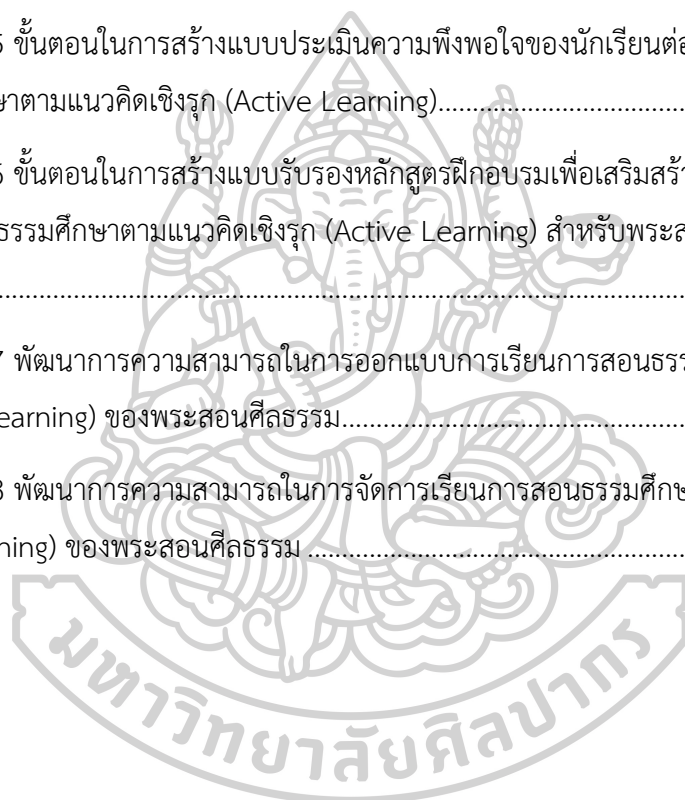 ขั้นตอนในการสร้างแบบประเมินความพึงพอใจของนักเรียนต่อ
ษาตามแนวคิดเชิงรุก (Active Learning)........................................
ขั้นตอนในการสร้างแบบรับรองหลักสูตรฝึกอบรมเพื่อเสริมสร้า
ธรรมศึกษาตามแนวคิดเชิงรุก (Active Learning) สำหรับพระส
................................................................................
7 พัฒนาการความสามารถในการออกแบบการเรียนการสอนธรร
earning) ของพระสอนศีลธรรม................................................
8 พัฒนาการความสามารถในการจัดการเรียนการสอนธรรมศึกษ
ning) ของพระสอนศีลธรรม ................................................
มหาวิทยาลัยศิลปากร